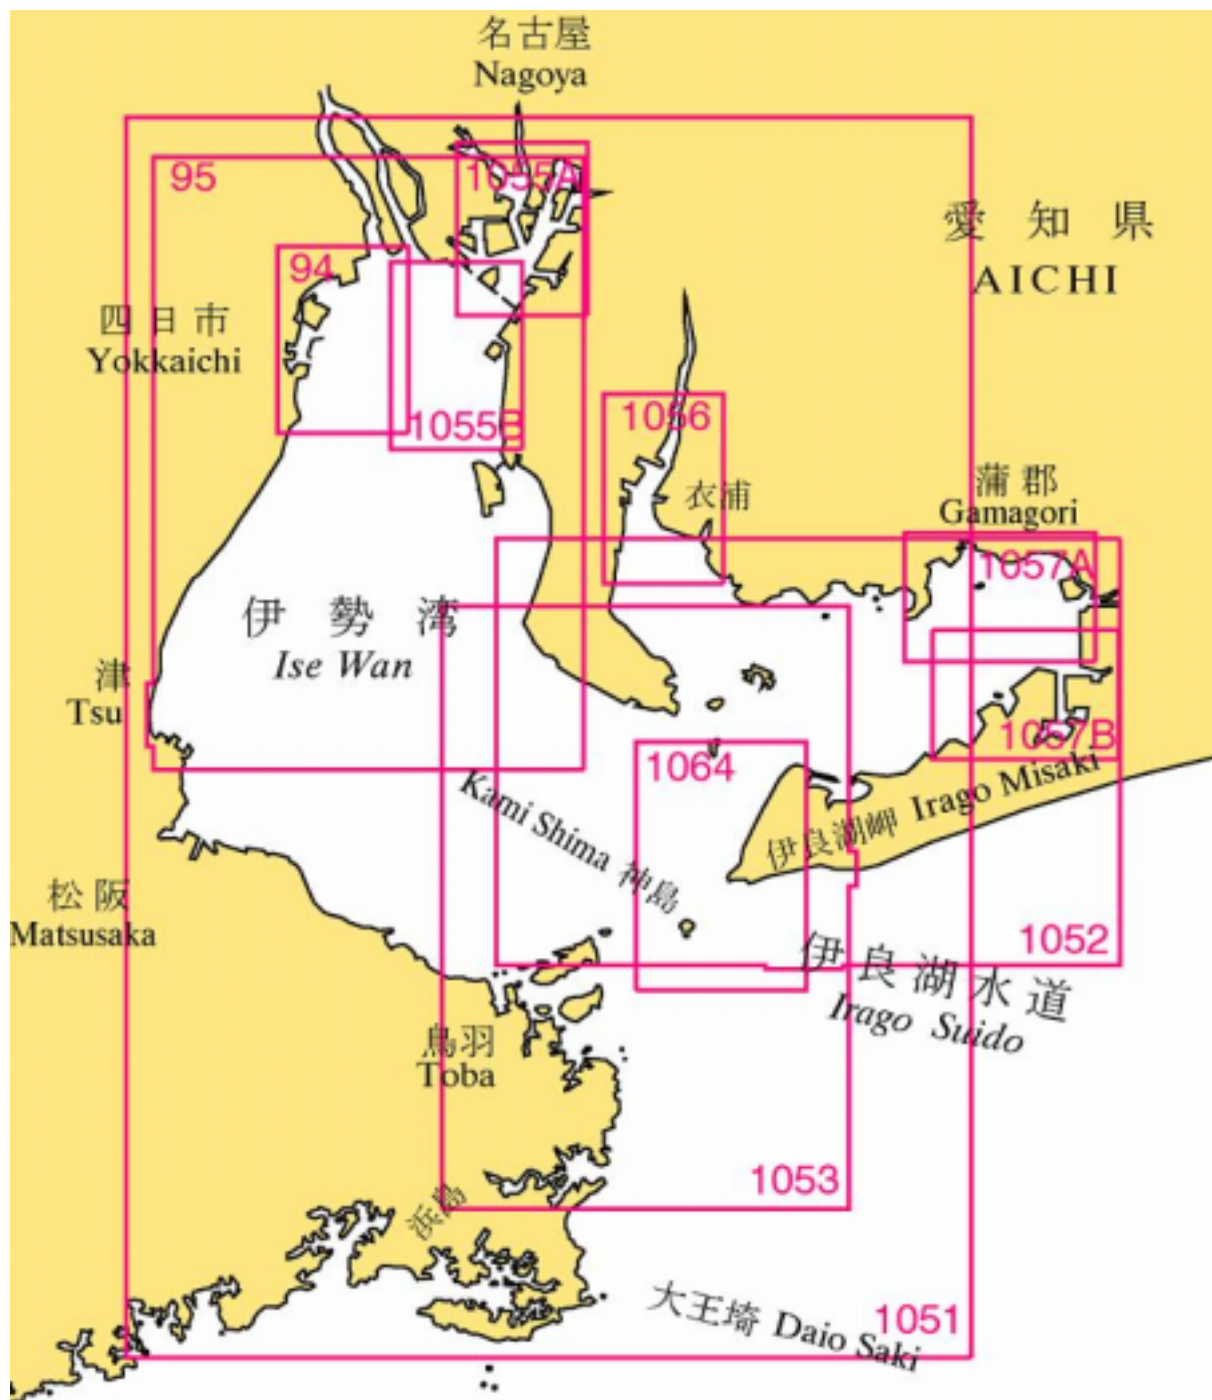 名古屋
Nagoya
95
1055A
愛知県
AICHI
94
四日市
Yokkaichi
1055B
1056
衣浦
蒲郡
Gamagori
1057A
伊勢湾
Ise Wan
津
Tsu
1057B
1064
Kami Shima 神島
伊良湖岬 Irago Misaki
松阪
Matsusaka
1052
伊良湖水道
Irago Suido
鳥羽
Toba
1053
浜島
大王埼 Daio Saki
1051